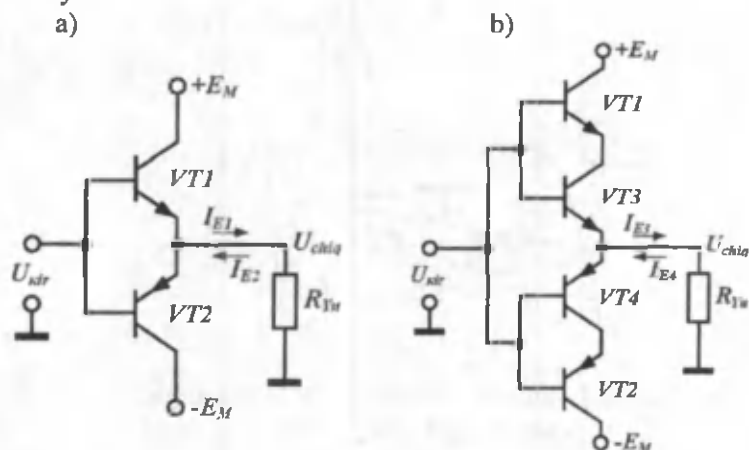 a)
+E_M
VT1
I_E1
U_chiq
U_kir
I_E2
R_Yu
VT2
-E_M
b)
+E_M
VT1
VT3
I_E3
U_chiq
U_kir
I_E4
VT4
R_Yu
VT2
-E_M